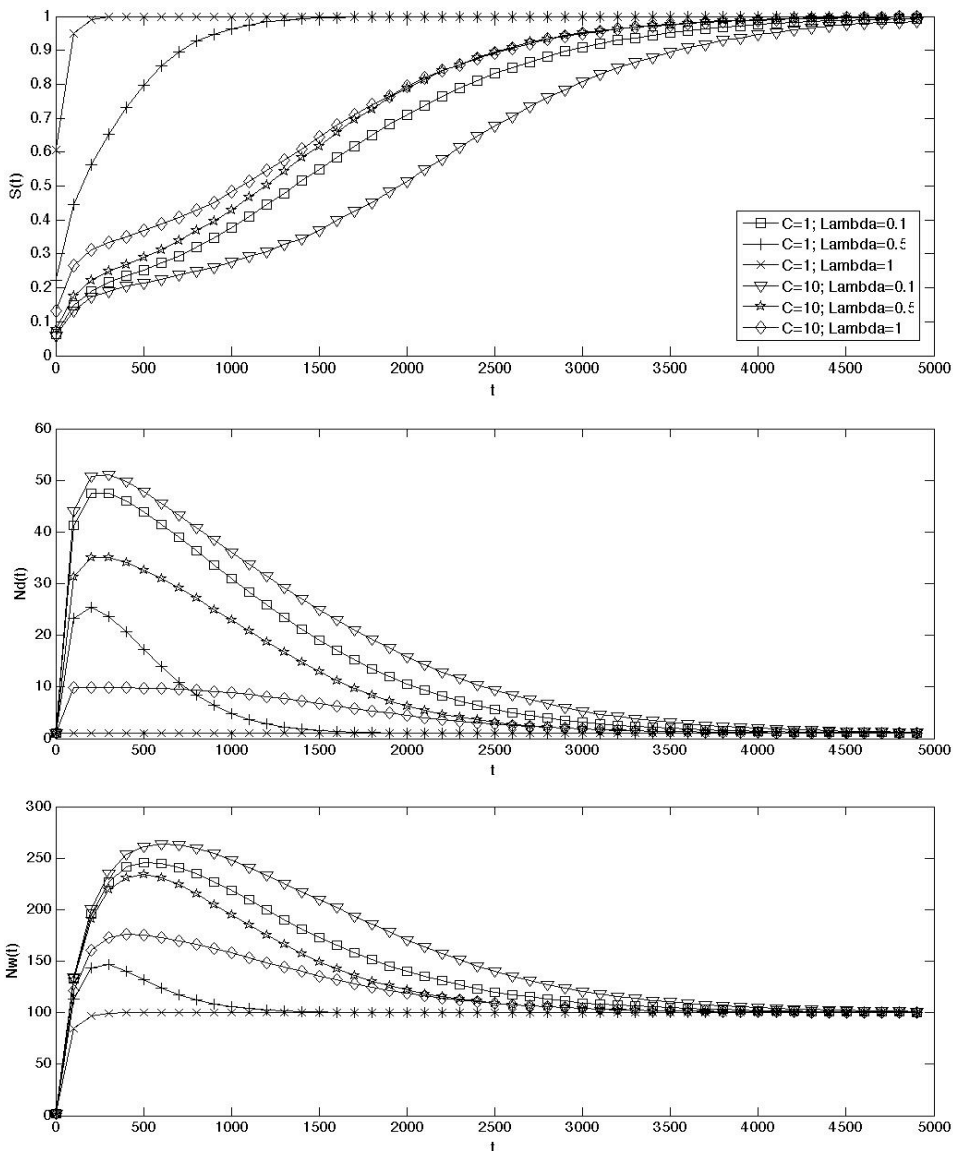 1
0.9
0.8
0.7
0.6
0.5
0.4
0.3
0.2
0.1
0
S(t)
C=1; Lambda=0.1
C=1; Lambda=0.5
C=1; Lambda=1
C=10; Lambda=0.1
C=10; Lambda=0.5
C=10; Lambda=1
0 500 1000 1500 2000 2500 3000 3500 4000 4500 5000
t
60
50
40
30
20
10
0
Nd(t)
0 500 1000 1500 2000 2500 3000 3500 4000 4500 5000
t
300
250
200
150
100
50
0
Nw(t)
0 500 1000 1500 2000 2500 3000 3500 4000 4500 5000
t